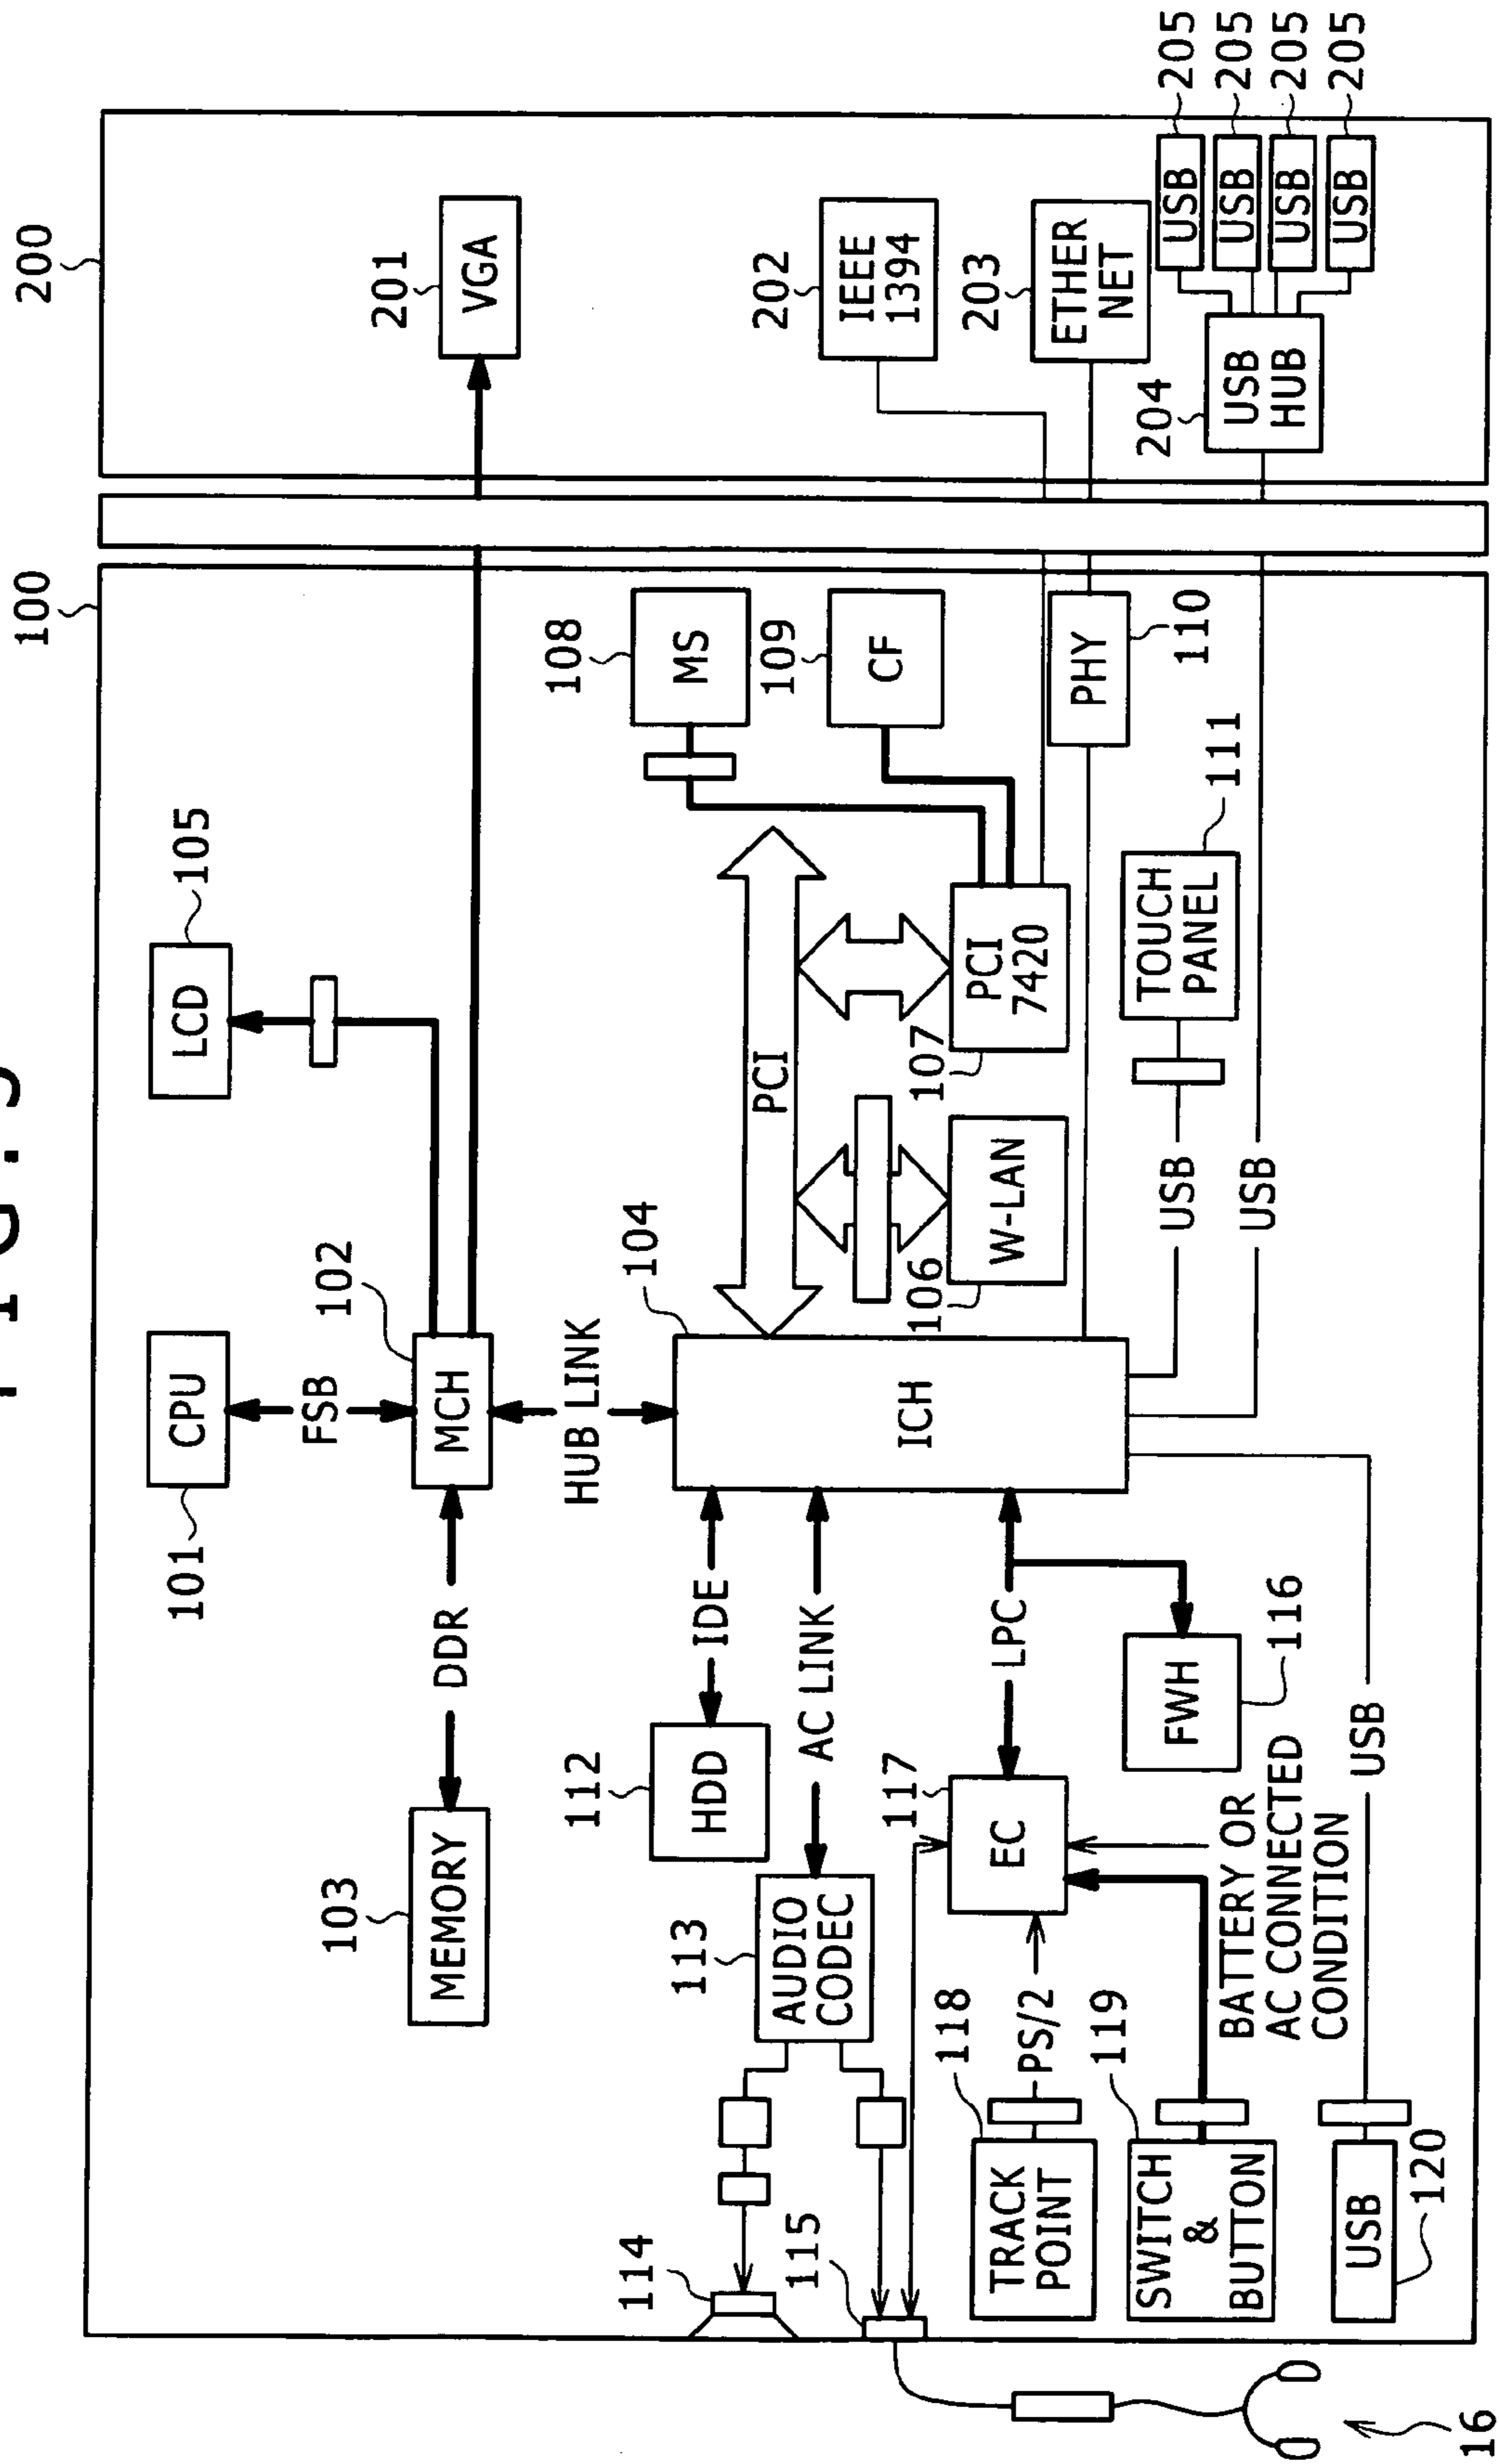 100
200
101
CPU
105
LCD
FSB
102
103
MEMORY
DDR
MCH
201
VGA
HUB LINK
108
MS
112
HDD
IDE
104
114
113
AUDIO
CODEC
AC LINK
PCI
109
CF
202
IEEE
1394
115
117
EC
LPC
ICH
106
W-LAN
107
PCI
7420
118
TRACK
POINT
PS/2
203
ETHER
NET
PHY
110
119
SWITCH
&
BUTTON
FWH
116
USB
TOUCH
PANEL
111
204
USB
HUB
USB
205
USB
205
USB
205
USB
205
BATTERY OR
AC CONNECTED
CONDITION
USB
USB
120
USB
16